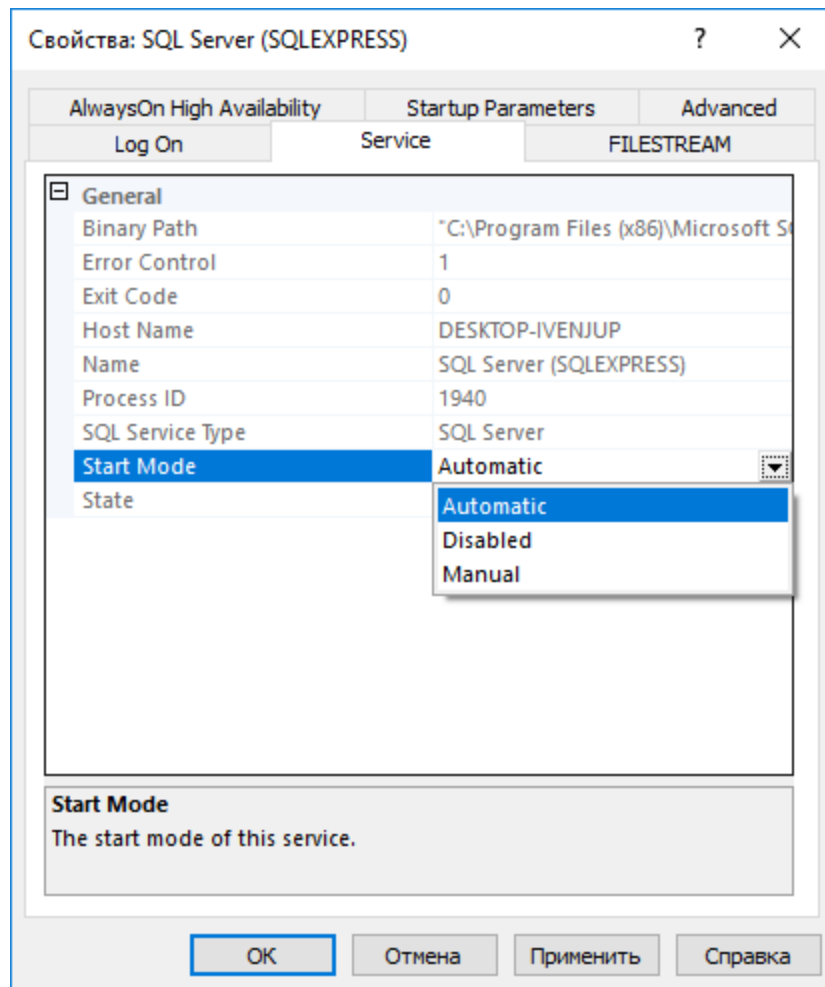 Свойства: SQL Server (SQLEXPRESS)
AlwaysOn High Availability Startup Parameters Advanced
Log On Service FILESTREAM
General
Binary Path "C:\Program Files (x86)\Microsoft
Error Control 1
Exit Code 0
Host Name DESKTOP-IVENJUP
Name SQL Server (SQLEXPRESS)
Process ID 1940
SQL Service Type SQL Server
Start Mode Automatic
State Automatic
Disabled
Manual
Start Mode
The start mode of this service.
OK Отмена Применить Справка